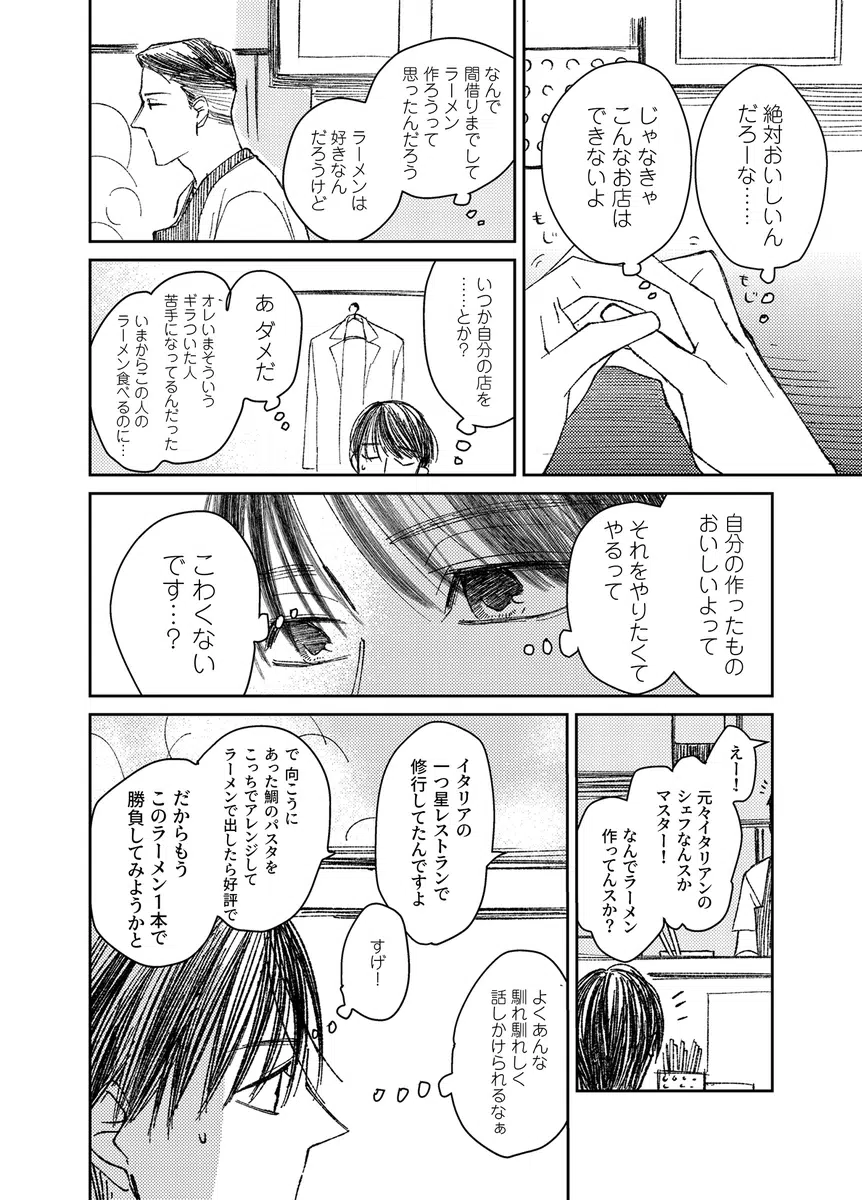 絶対おいしいん
だろーな……
じゃなきゃ
こんなお店は
できないよ
もじ
もじ
なんで
間借りまでして
ラーメン
作ろうって
思ったんだろう
ラーメンは
好きなん
だろうけど
いつか自分の店を
……とか?
あ ダメだ
オレいまそういう
ギラついた人
苦手になってるんだった
いまからこの人の
ラーメン食べるのに…
自分の作ったもの
おいしいよって
それをやりたくて
やるって
こわくない
です…?
えー!
元々イタリアンの
シェフなんスか
マスター!
なんでラーメン
作ってんスか?
イタリアの
一つ星レストランで
修行してたんですよ
で 向こうに
あった鯛のパスタを
こっちでアレンジして
ラーメンで出したら好評で
だからもう
このラーメン1本で
勝負してみようかと
すげ!
よくあんな
馴れ馴れしく
話しかけられるなぁ